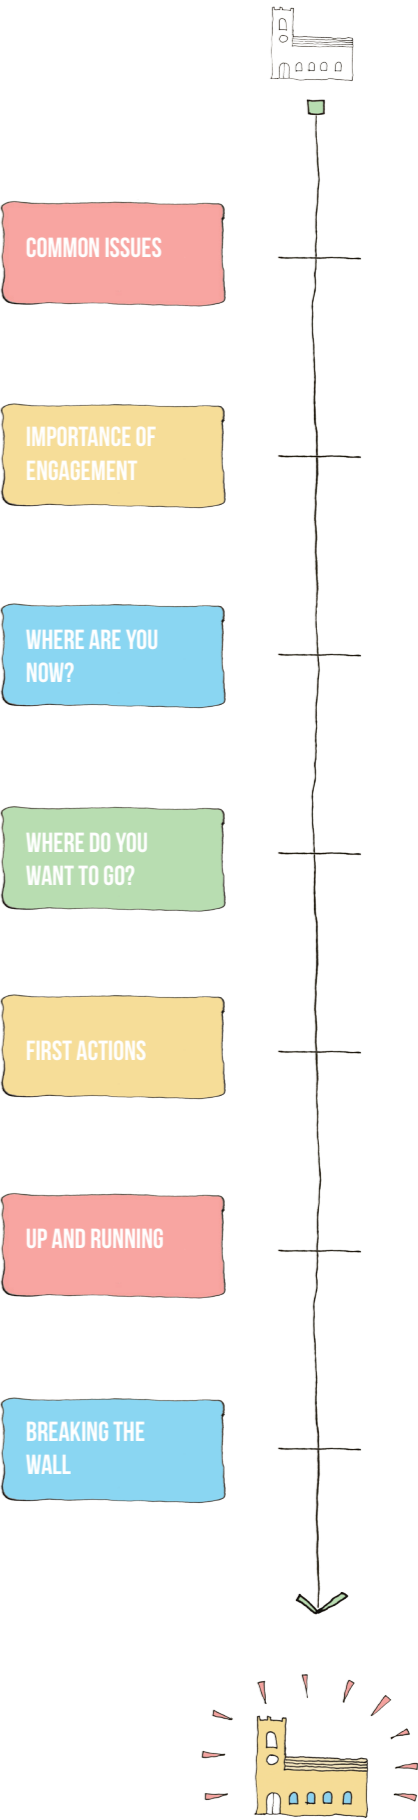 COMMON ISSUES
IMPORTANCE OF
ENGAGEMENT
WHERE ARE YOU
NOW?
WHERE DO YOU
WANT TO GO?
FIRST ACTIONS
UP AND RUNNING
BREAKING THE
WALL